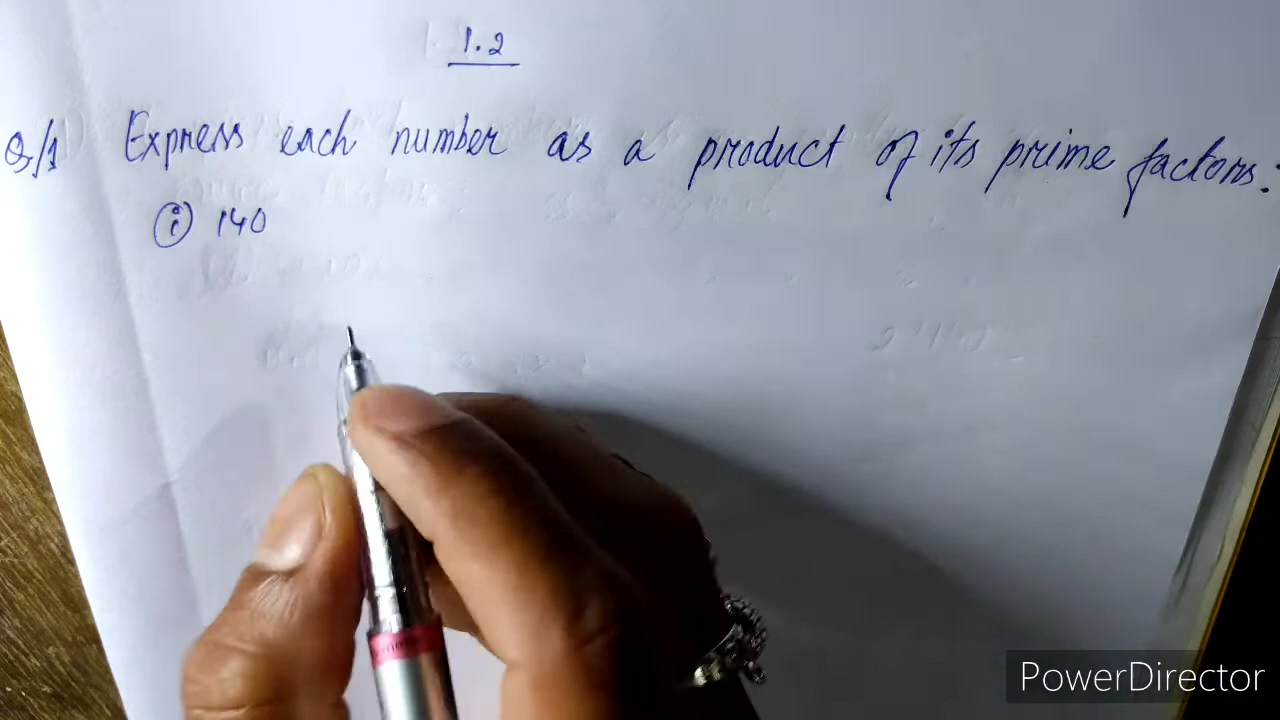 1.2
Q/1 Express each number as a product of its prime factors:
(i) 140
PowerDirector